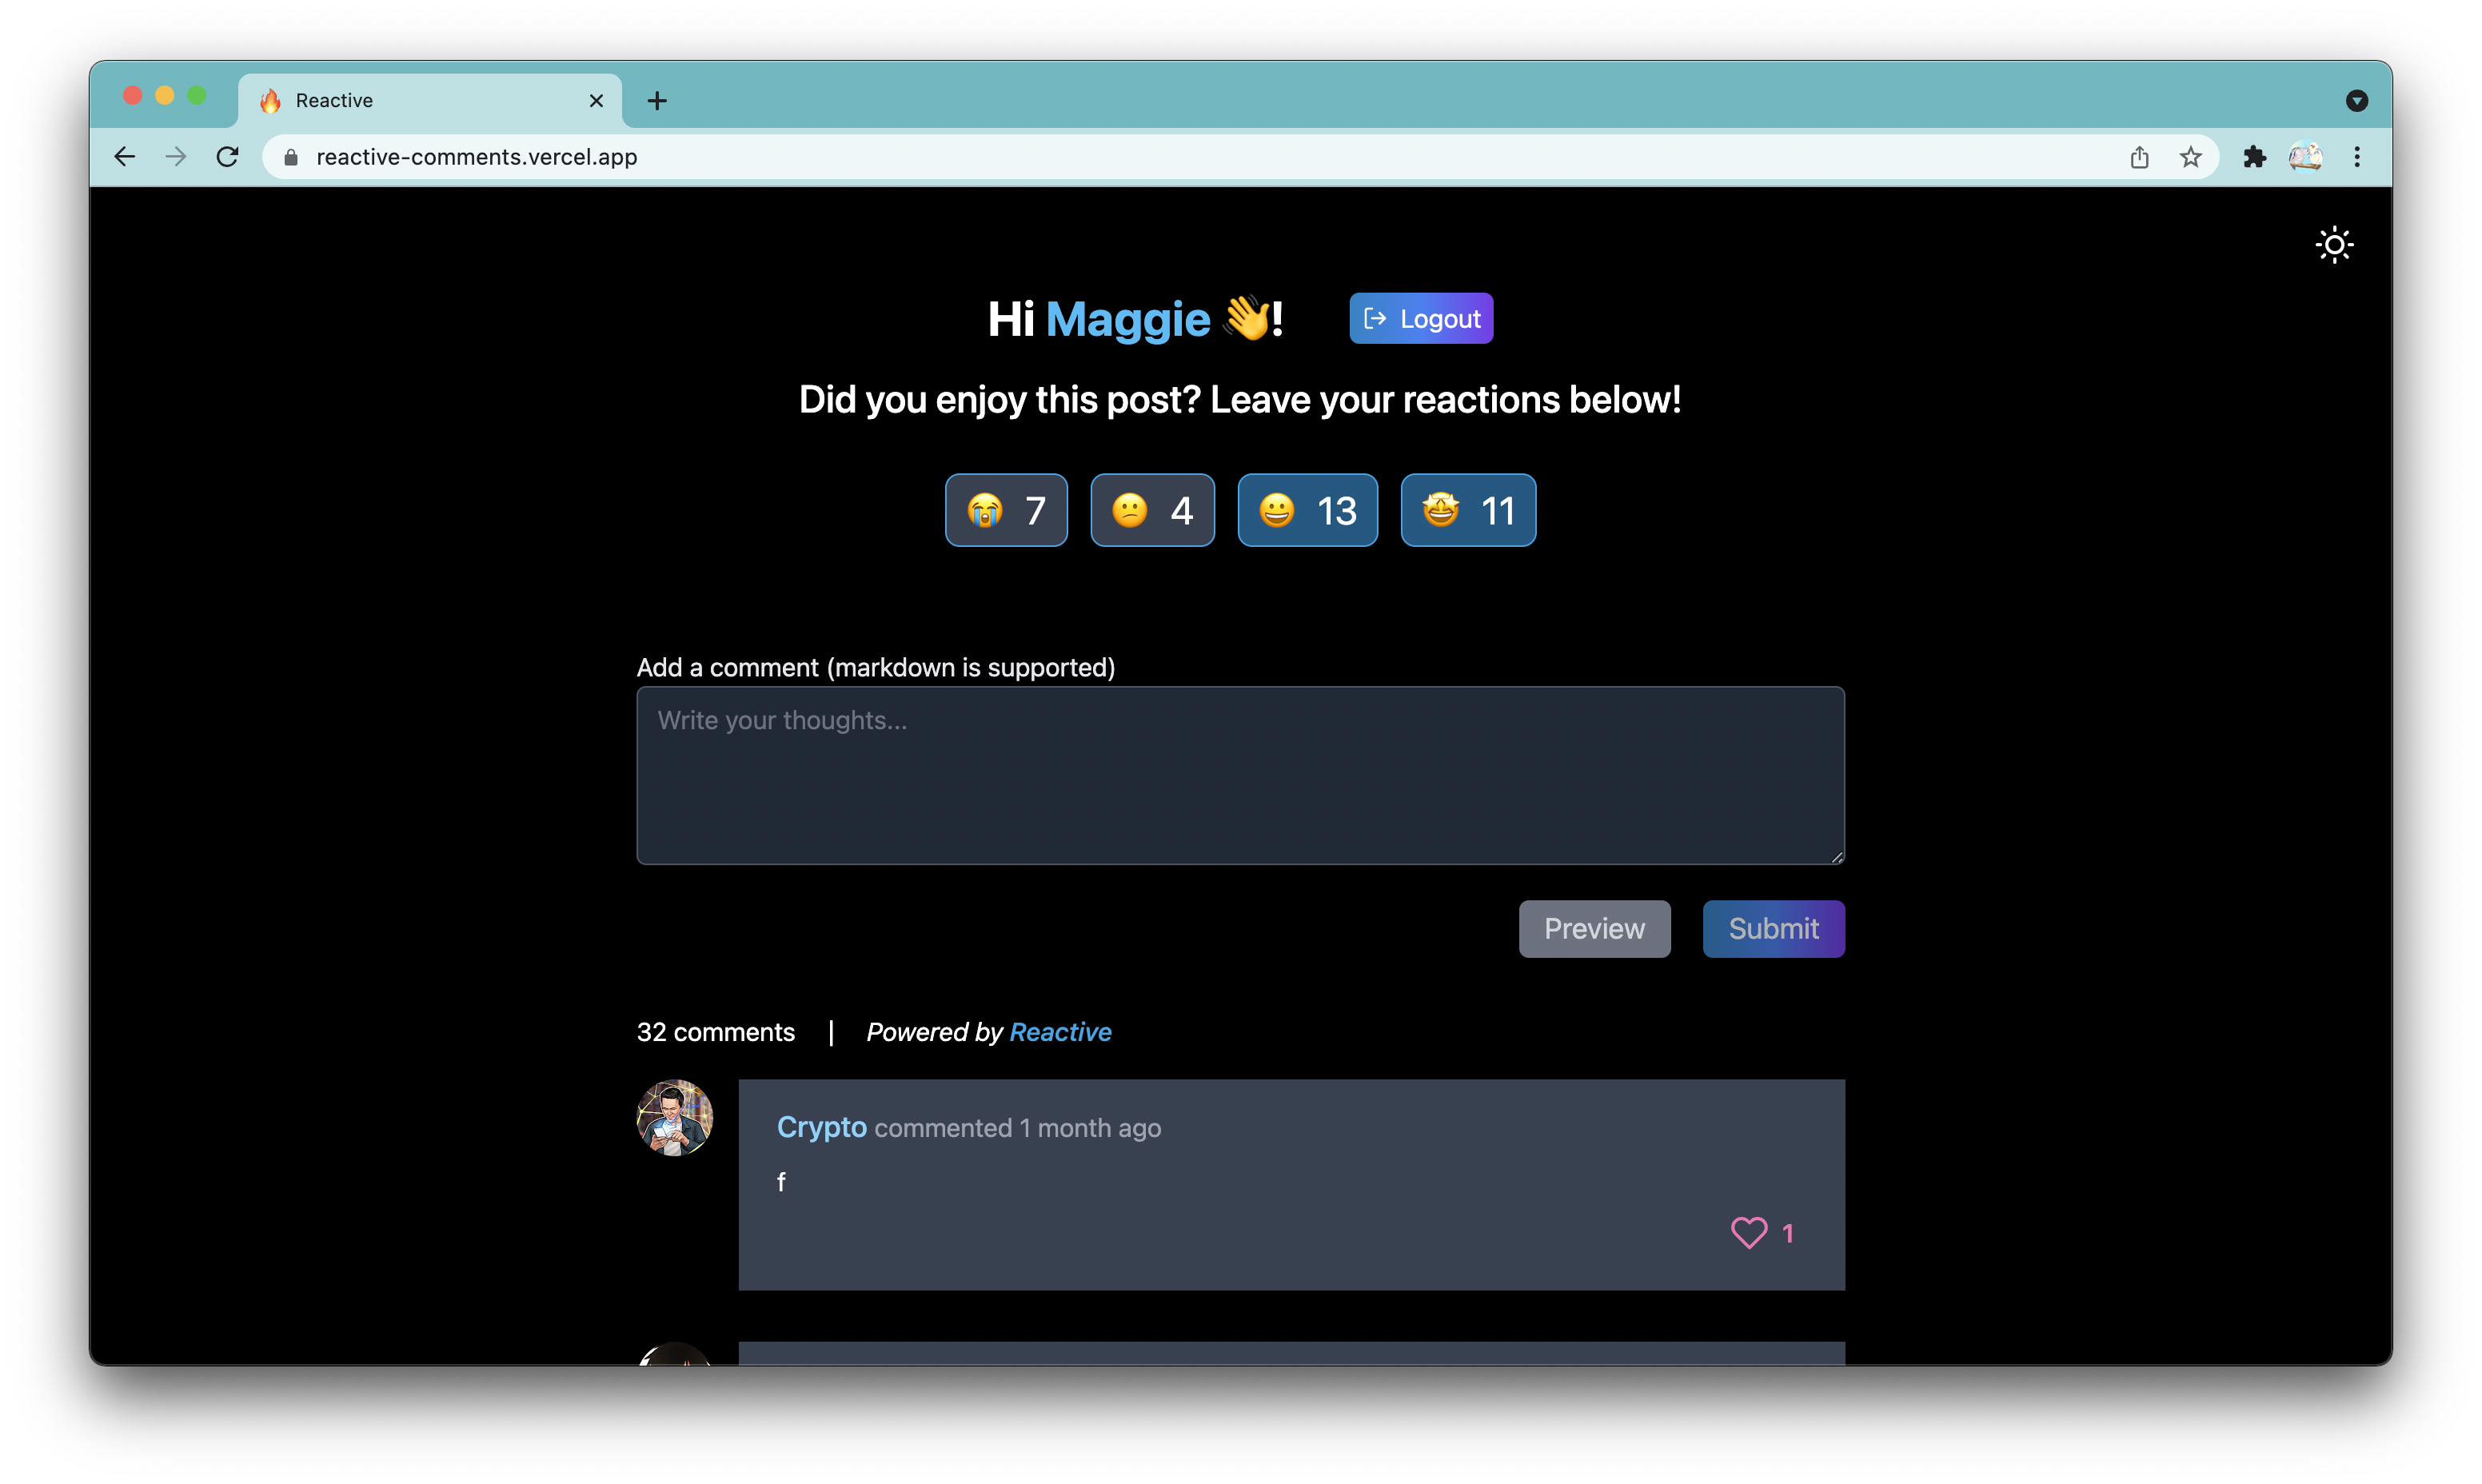 Reactive
reactive-comments.vercel.app
Hi Maggie 👋!
Logout
Did you enjoy this post? Leave your reactions below!
😭 7 😕 4 😀 13 🤩 11
Add a comment (markdown is supported)
Write your thoughts...
Preview Submit
32 comments | Powered by Reactive
Crypto commented 1 month ago
f
1